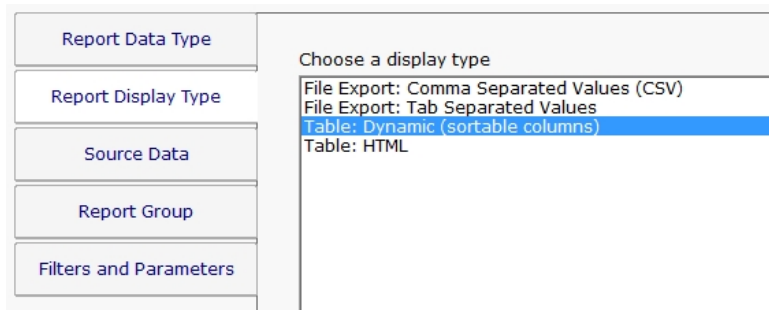 Report Data Type
Report Display Type
Source Data
Report Group
Filters and Parameters
Choose a display type
File Export: Comma Separated Values (CSV)
File Export: Tab Separated Values
Table: Dynamic (sortable columns)
Table: HTML